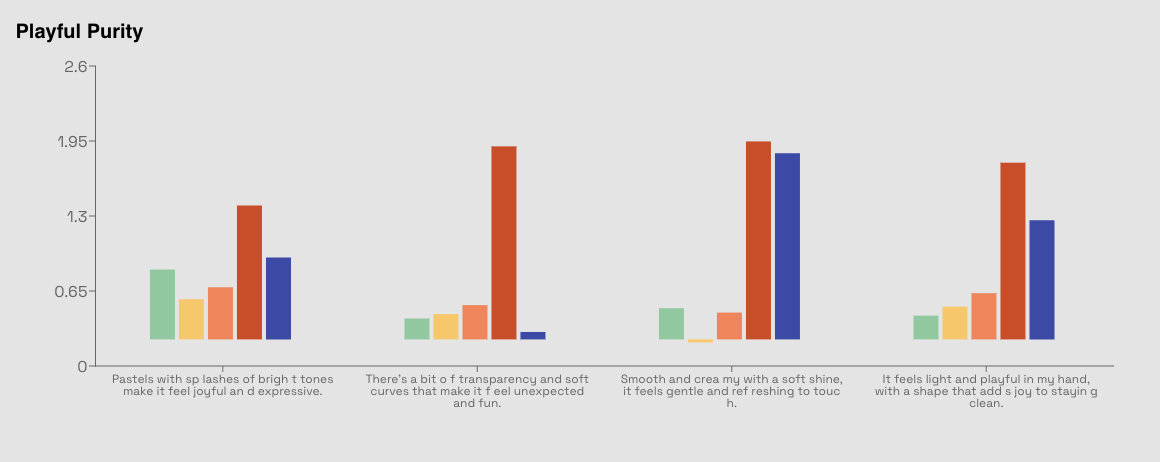 Playful Purity
2.6
1.95
1.3
0.65
0
Pastels with sp lashes of brigh t tones
make it feel joyful an d expressive.
There's a bit o f transparency and soft
curves that make it f eel unexpected
and fun.
Smooth and crea my with a soft shine,
it feels gentle and ref reshing to touc
h.
It feels light and playful in my hand,
with a shape that add s joy to stayin g
clean.